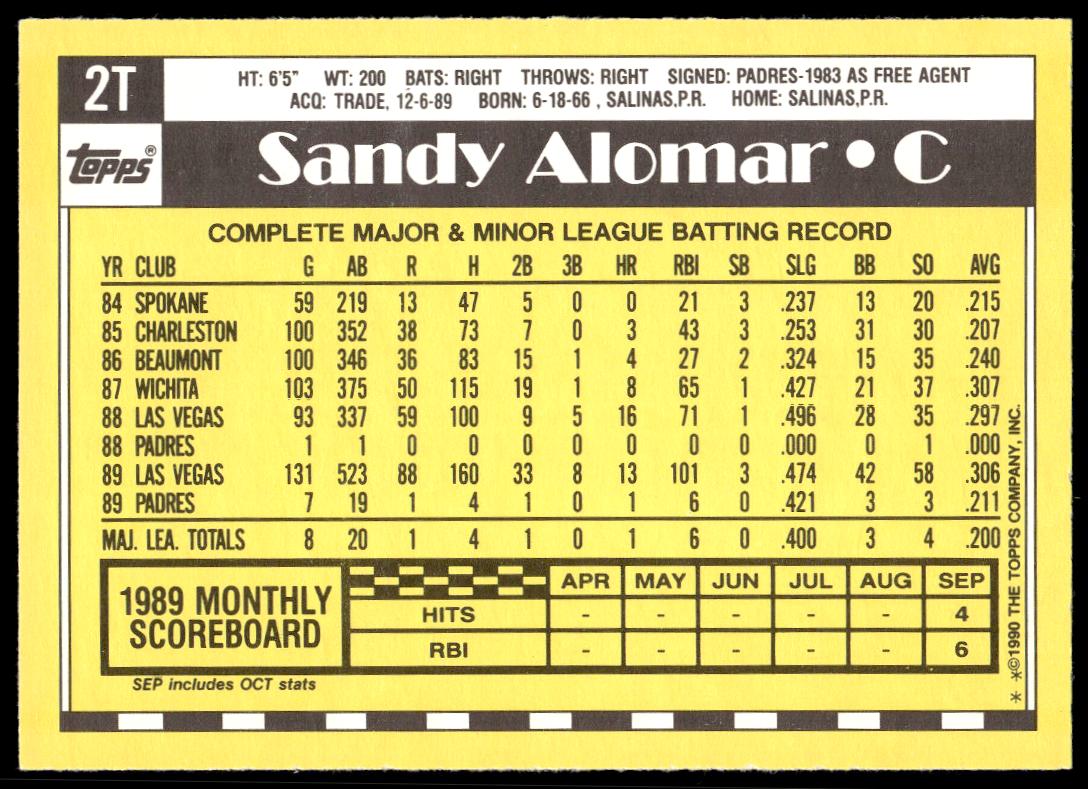 2T
HT: 6'5" WT: 200 BATS: RIGHT THROWS: RIGHT SIGNED: PADRES-1983 AS FREE AGENT
ACQ: TRADE, 12-6-89 BORN: 6-18-66 , SALINAS,P.R. HOME: SALINAS,P.R.
topps®
Sandy Alomar • C
COMPLETE MAJOR & MINOR LEAGUE BATTING RECORD
YR CLUB G AB R H 2B 3B HR RBI SB SLG BB SO AVG
84 SPOKANE 59 219 13 47 5 0 0 21 3 .237 13 20 .215
85 CHARLESTON 100 352 38 73 7 0 3 43 3 .253 31 30 .207
86 BEAUMONT 100 346 36 83 15 1 4 27 2 .324 15 35 .240
87 WICHITA 103 375 50 115 19 1 8 65 1 .427 21 37 .307
88 LAS VEGAS 93 337 59 100 9 5 16 71 1 .496 28 35 .297
88 PADRES 1 1 0 0 0 0 0 0 0 .000 0 1 .000
89 LAS VEGAS 131 523 88 160 33 8 13 101 3 .474 42 58 .306
89 PADRES 7 19 1 4 1 0 1 6 0 .421 3 3 .211
MAJ. LEA. TOTALS 8 20 1 4 1 0 1 6 0 .400 3 4 .200
1989 MONTHLY
SCOREBOARD
APR MAY JUN JUL AUG SEP
HITS - - - - - 4
RBI - - - - - 6
SEP includes OCT stats
* *©1990 THE TOPPS COMPANY, INC.